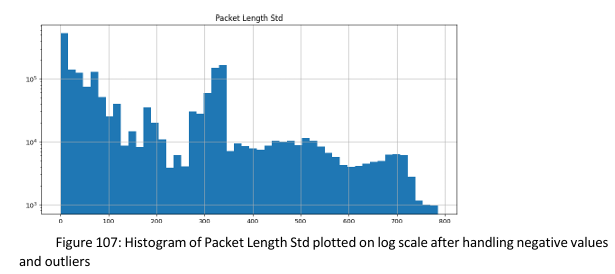 Packet Length Std
10⁵
10⁴
10³
0 100 200 300 400 500 600 700 800
Figure 107: Histogram of Packet Length Std plotted on log scale after handling negative values
and outliers